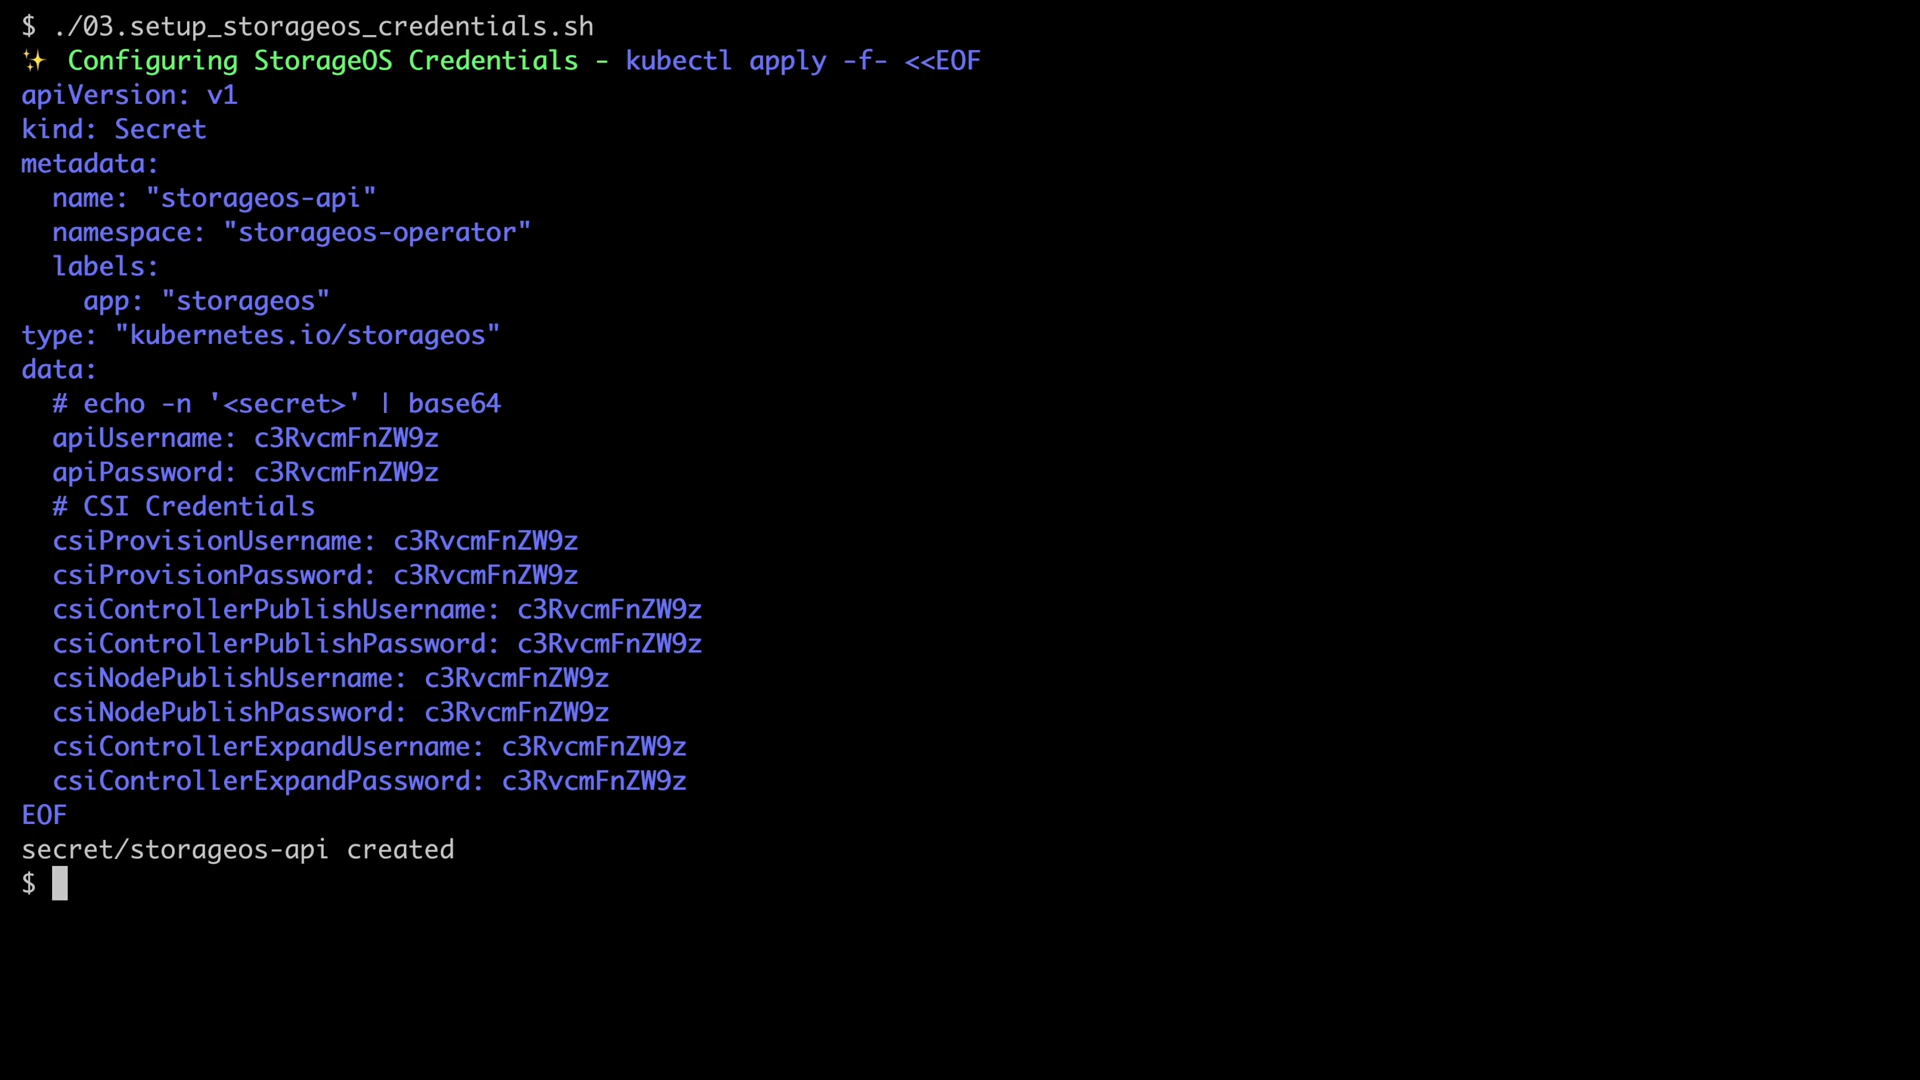 $ ./03.setup_storageos_credentials.sh
✨ Configuring StorageOS Credentials - kubectl apply -f- <<EOF
apiVersion: v1
kind: Secret
metadata:
  name: "storageos-api"
  namespace: "storageos-operator"
  labels:
    app: "storageos"
type: "kubernetes.io/storageos"
data:
  # echo -n '<secret>' | base64
  apiUsername: c3RvcmFnZW9z
  apiPassword: c3RvcmFnZW9z
  # CSI Credentials
  csiProvisionUsername: c3RvcmFnZW9z
  csiProvisionPassword: c3RvcmFnZW9z
  csiControllerPublishUsername: c3RvcmFnZW9z
  csiControllerPublishPassword: c3RvcmFnZW9z
  csiNodePublishUsername: c3RvcmFnZW9z
  csiNodePublishPassword: c3RvcmFnZW9z
  csiControllerExpandUsername: c3RvcmFnZW9z
  csiControllerExpandPassword: c3RvcmFnZW9z
EOF
secret/storageos-api created
$